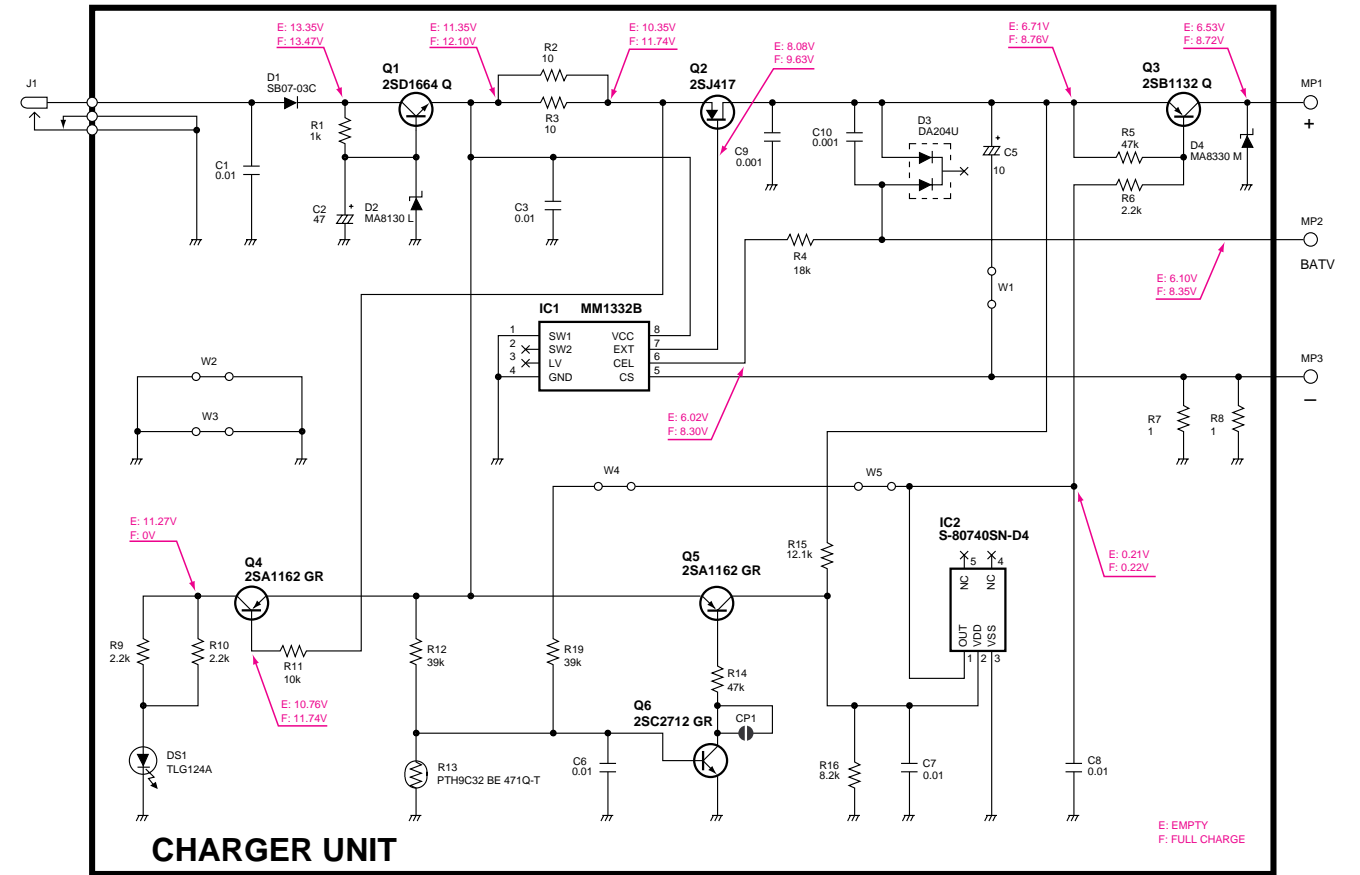 E: 13.35V
F: 13.47V
E: 11.35V
F: 12.10V
E: 10.35V
F: 11.74V
E: 8.08V
F: 9.63V
E: 6.71V
F: 8.76V
E: 6.53V
F: 8.72V
J1
D1
SB07-03C
Q1
2SD1664 Q
R2
10
R3
10
Q2
2SJ417
Q3
2SB1132 Q
MP1
+
R1
1k
C1
0.01
C2
47
+
D2
MA8130 L
C3
0.01
C9
0.001
C10
0.001
D3
DA204U
+
C5
10
R5
47k
D4
MA8330 M
R6
2.2k
MP2
BATV
R4
18k
E: 6.10V
F: 8.35V
W1
IC1 MM1332B
1 SW1 VCC 8
2 SW2 EXT 7
3 LV CEL 6
4 GND CS 5
MP3
–
W2
W3
E: 6.02V
F: 8.30V
R7
1
R8
1
W4
W5
E: 11.27V
F: 0V
Q4
2SA1162 GR
Q5
2SA1162 GR
R15
12.1k
IC2
S-80740SN-D4
5 4
NC NC
OUT VDD VSS
1 2 3
E: 0.21V
F: 0.22V
R9
2.2k
R10
2.2k
R11
10k
R12
39k
R19
39k
R14
47k
E: 10.76V
F: 11.74V
Q6
2SC2712 GR
CP1
DS1
TLG124A
R13
PTH9C32 BE 471Q-T
C6
0.01
R16
8.2k
C7
0.01
C8
0.01
CHARGER UNIT
E: EMPTY
F: FULL CHARGE